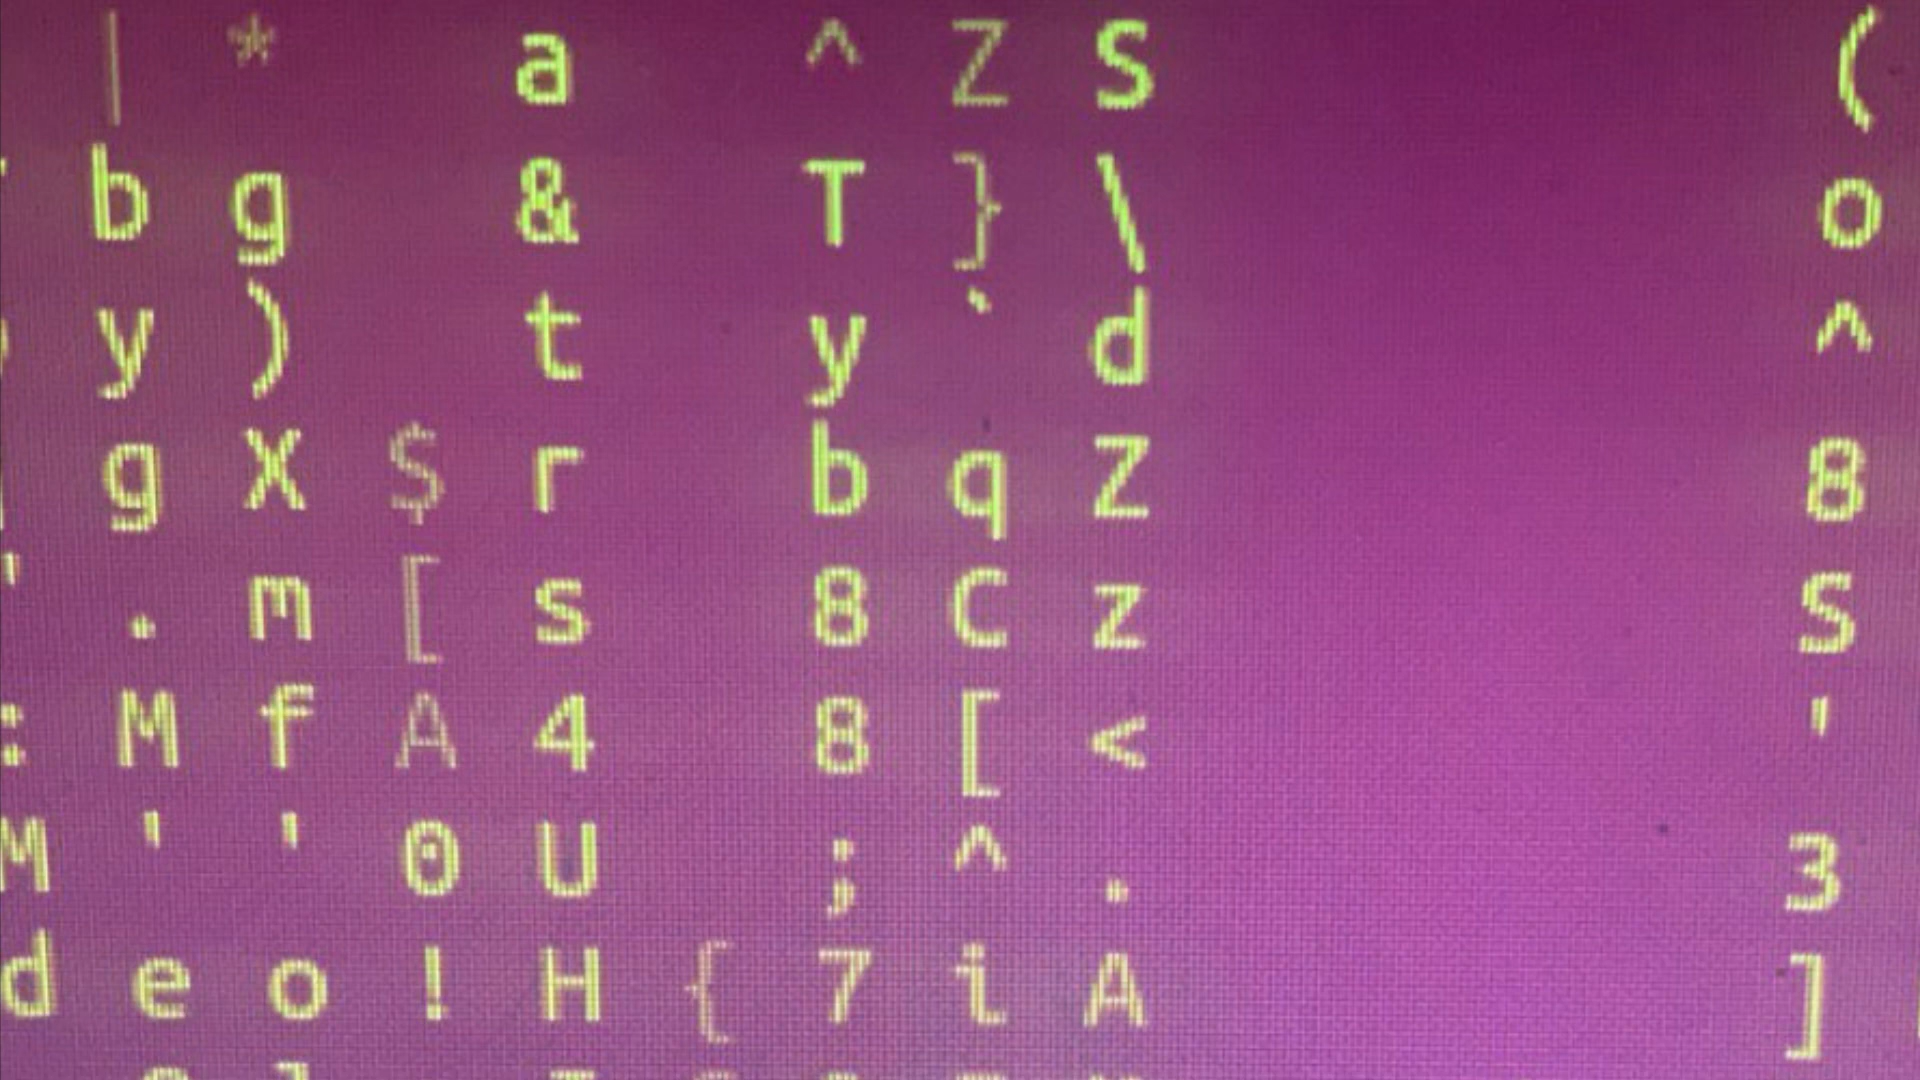 | * a ^ Z S (
b g & T } \ o
y ) t y ` d ^
g X $ r b q Z 8
. m [ s 8 C z S
: M f A 4 8 [ < '
M ' ' 0 U ; ^ . 3
d e o ! H { 7 i A ]